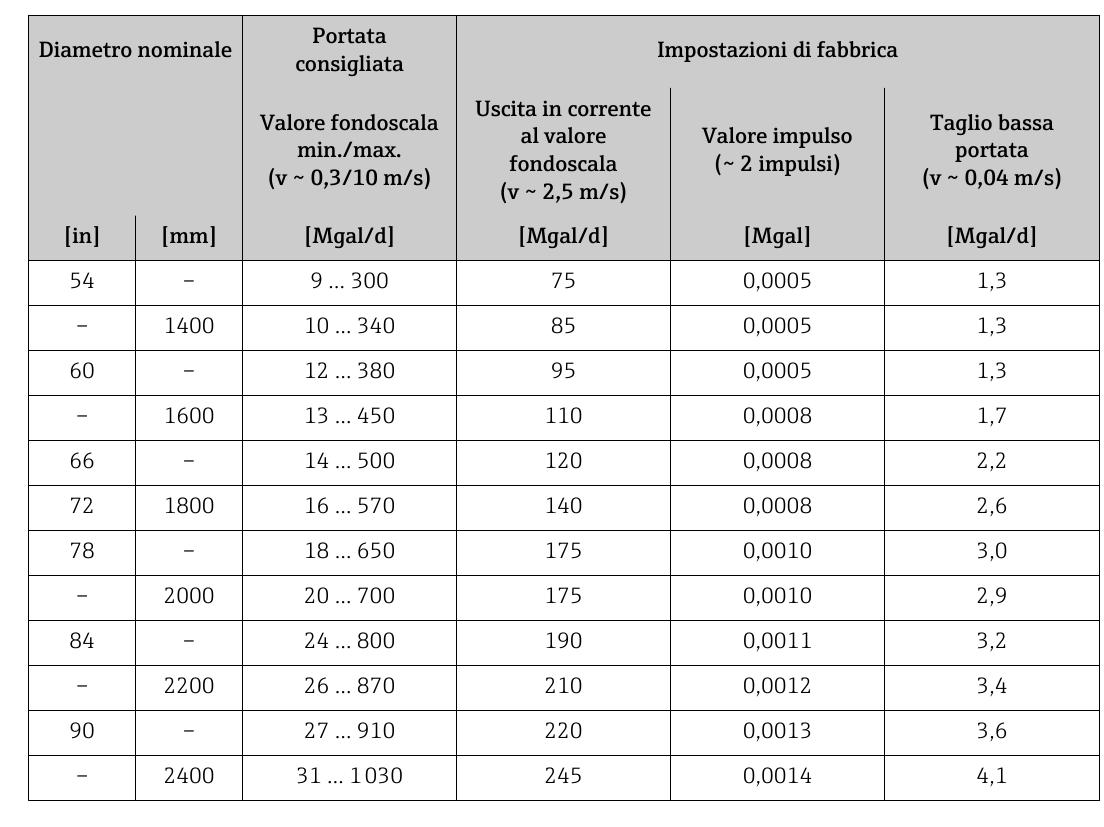 Diametro nominale Portata consigliata Impostazioni di fabbrica
Valore fondoscala min./max. (v ~ 0,3/10 m/s) Uscita in corrente al valore fondoscala (v ~ 2,5 m/s) Valore impulso (~ 2 impulsi) Taglio bassa portata (v ~ 0,04 m/s)
[in] [mm] [Mgal/d] [Mgal/d] [Mgal] [Mgal/d]
54 – 9 ... 300 75 0,0005 1,3
– 1400 10 ... 340 85 0,0005 1,3
60 – 12 ... 380 95 0,0005 1,3
– 1600 13 ... 450 110 0,0008 1,7
66 – 14 ... 500 120 0,0008 2,2
72 1800 16 ... 570 140 0,0008 2,6
78 – 18 ... 650 175 0,0010 3,0
– 2000 20 ... 700 175 0,0010 2,9
84 – 24 ... 800 190 0,0011 3,2
– 2200 26 ... 870 210 0,0012 3,4
90 – 27 ... 910 220 0,0013 3,6
– 2400 31 ... 1030 245 0,0014 4,1